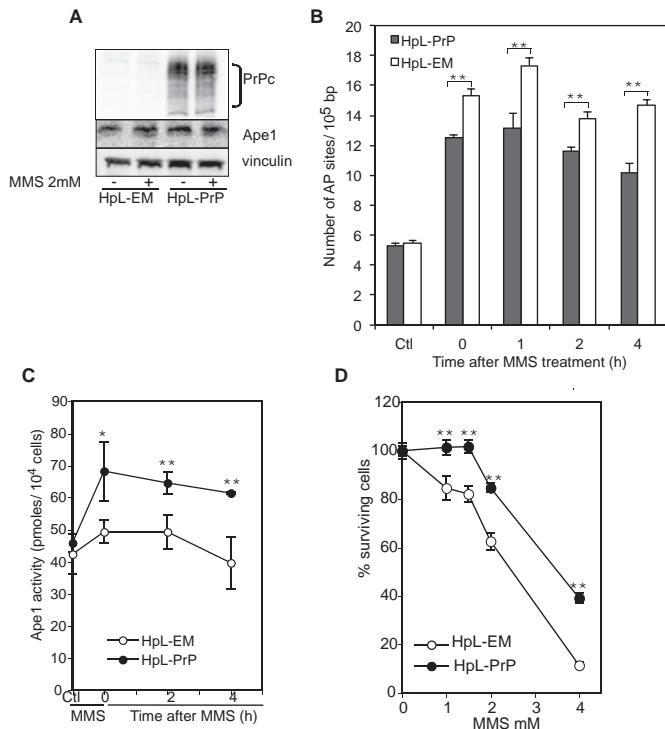 A
PrPc
Ape1
vinculin
MMS 2mM - + - +
HpL-EM HpL-PrP
B
HpL-PrP
HpL-EM
Number of AP sites/ 10⁵ bp
20
18
16
14
12
10
8
6
4
2
0
** ** ** **
Ctl 0 1 2 4
Time after MMS treatment (h)
C
Ape1 activity (pmoles/ 10⁴ cells)
90
80
70
60
50
40
30
20
10
0
* ** **
HpL-EM
HpL-PrP
Ctl 0 2 4
MMS Time after MMS (h)
D
% surviving cells
120
100
80
60
40
20
0
** ** ** **
HpL-EM
HpL-PrP
0 1 2 3 4
MMS mM